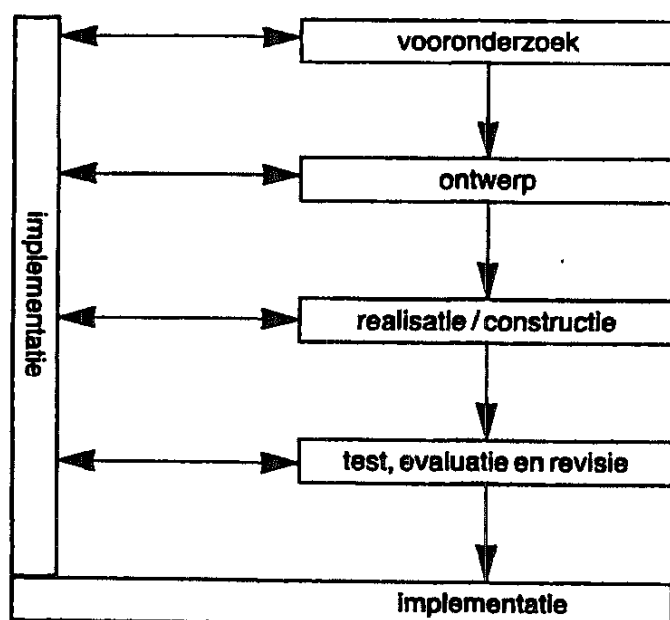 vooronderzoek
ontwerp
implementatie
realisatie / constructie
test, evaluatie en revisie
implementatie